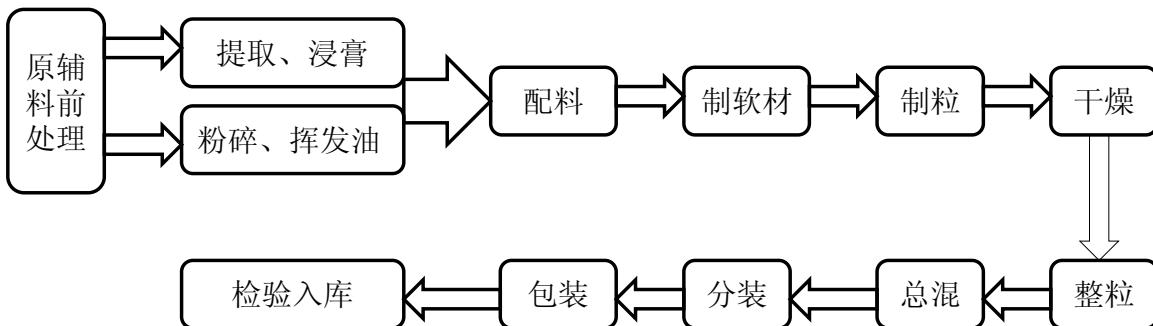 原辅
料前
处理
提取、浸膏
粉碎、挥发油
配料
制软材
制粒
干燥
整粒
总混
分装
包装
检验入库